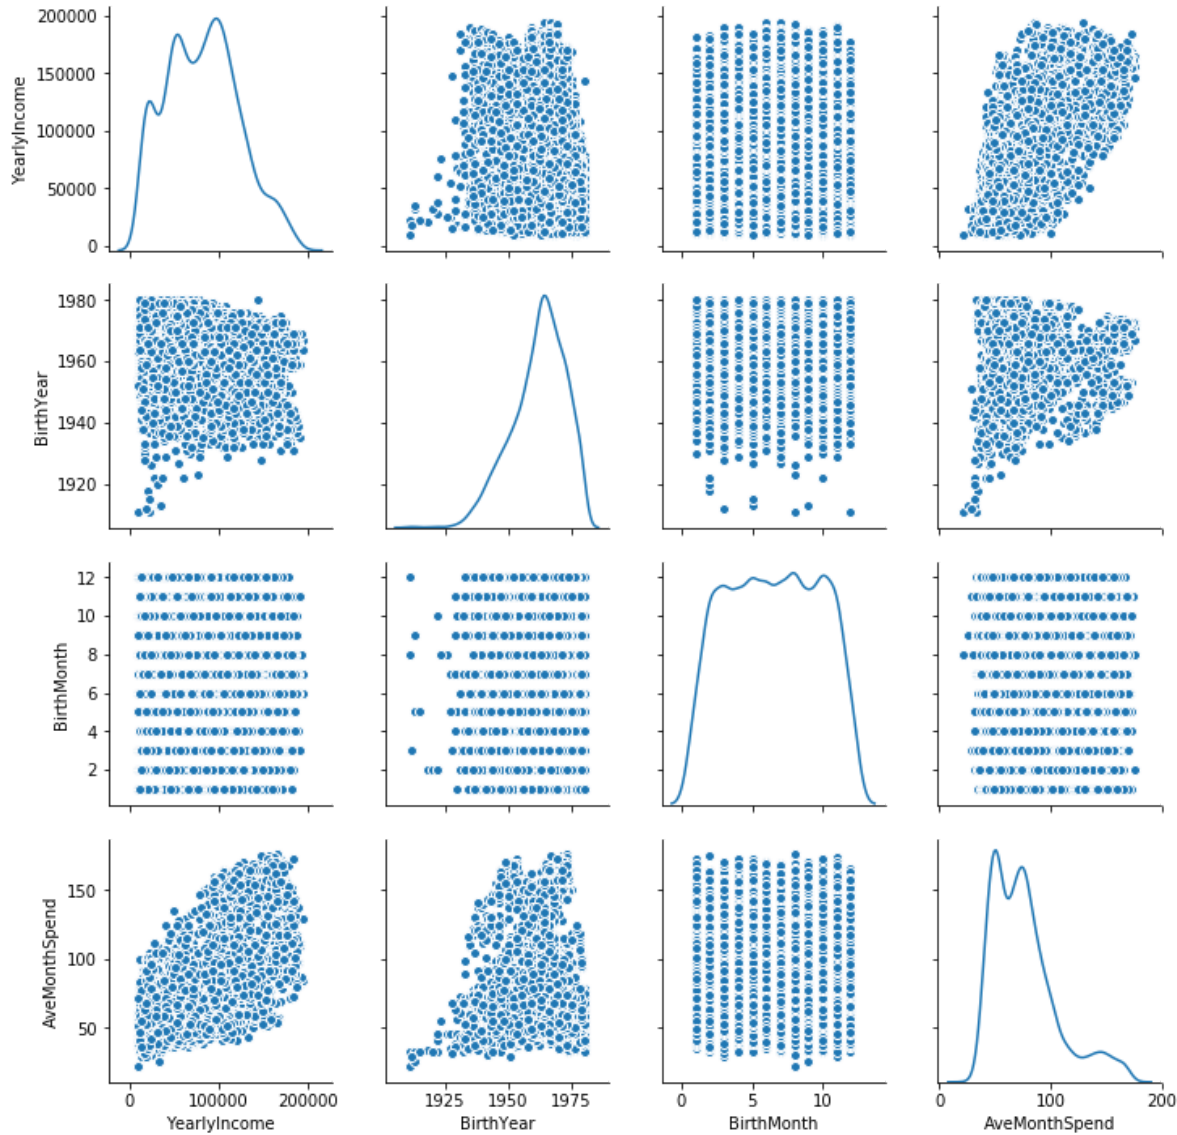 200000
150000
100000
50000
0
YearlyIncome
1980
1960
1940
1920
BirthYear
12
10
8
6
4
2
BirthMonth
150
100
50
AveMonthSpend
0 100000 200000
YearlyIncome
1925 1950 1975
BirthYear
0 5 10
BirthMonth
0 100 200
AveMonthSpend